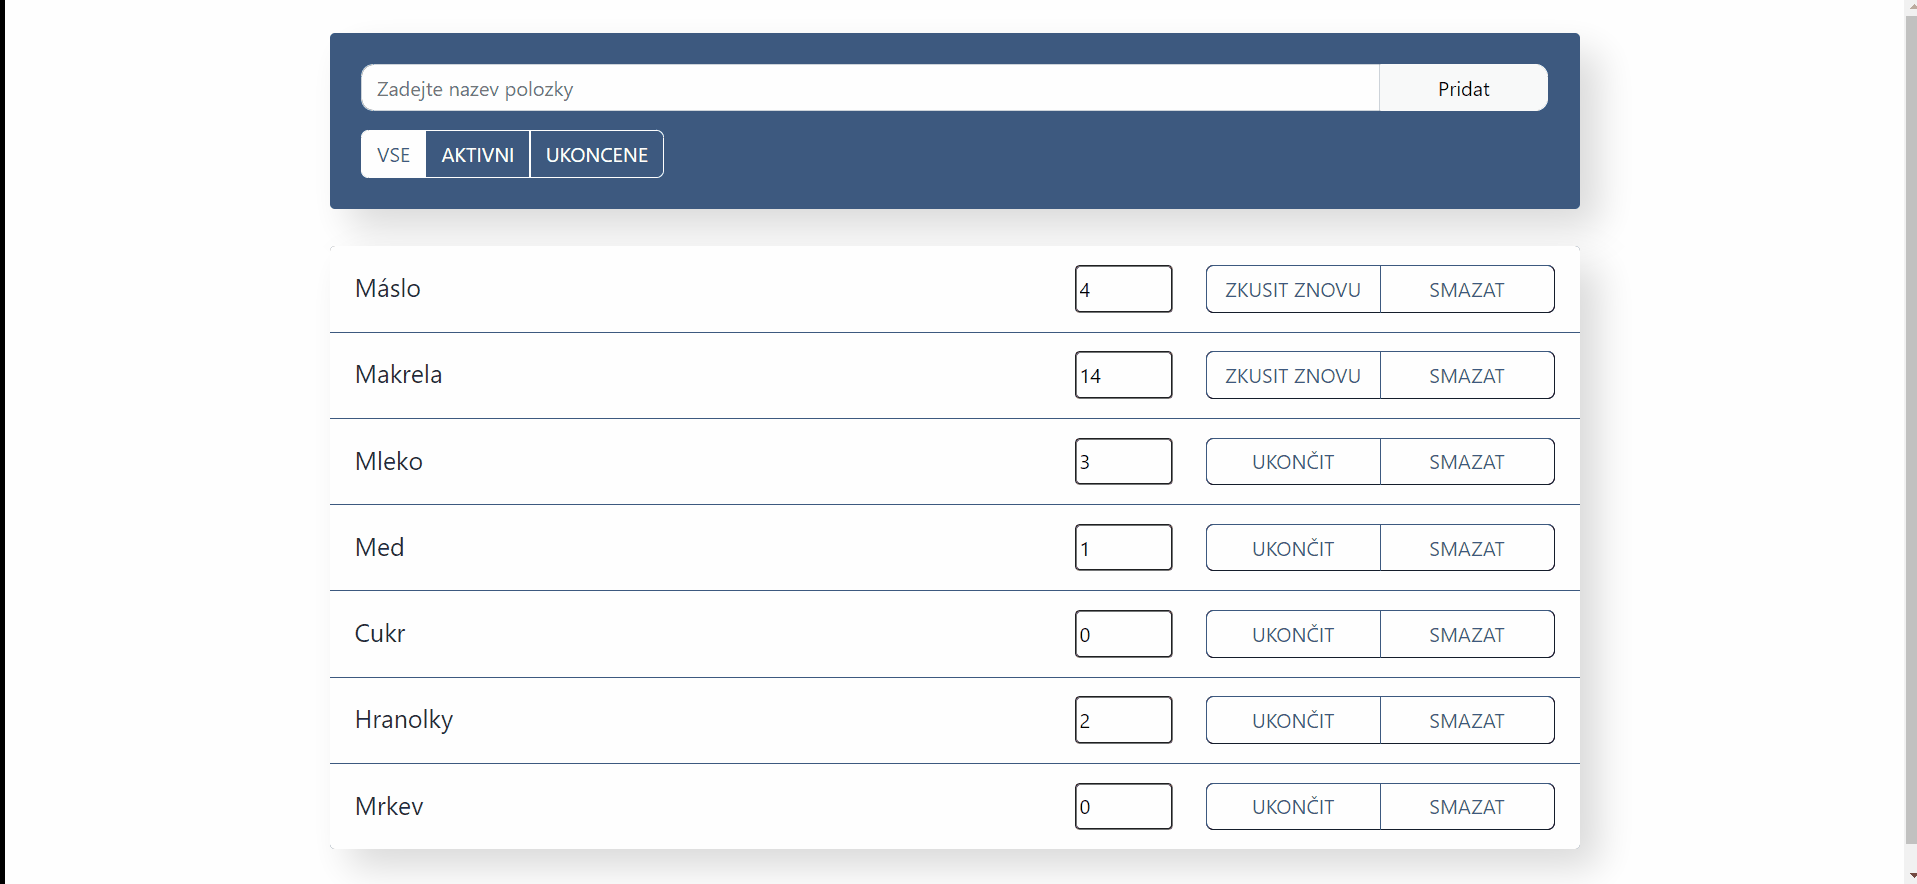 Zadejte nazev polozky Pridat
VSE AKTIVNI UKONCENE
Máslo 4 ZKUSIT ZNOVU SMAZAT
Makrela 14 ZKUSIT ZNOVU SMAZAT
Mleko 3 UKONČIT SMAZAT
Med 1 UKONČIT SMAZAT
Cukr 0 UKONČIT SMAZAT
Hranolky 2 UKONČIT SMAZAT
Mrkev 0 UKONČIT SMAZAT